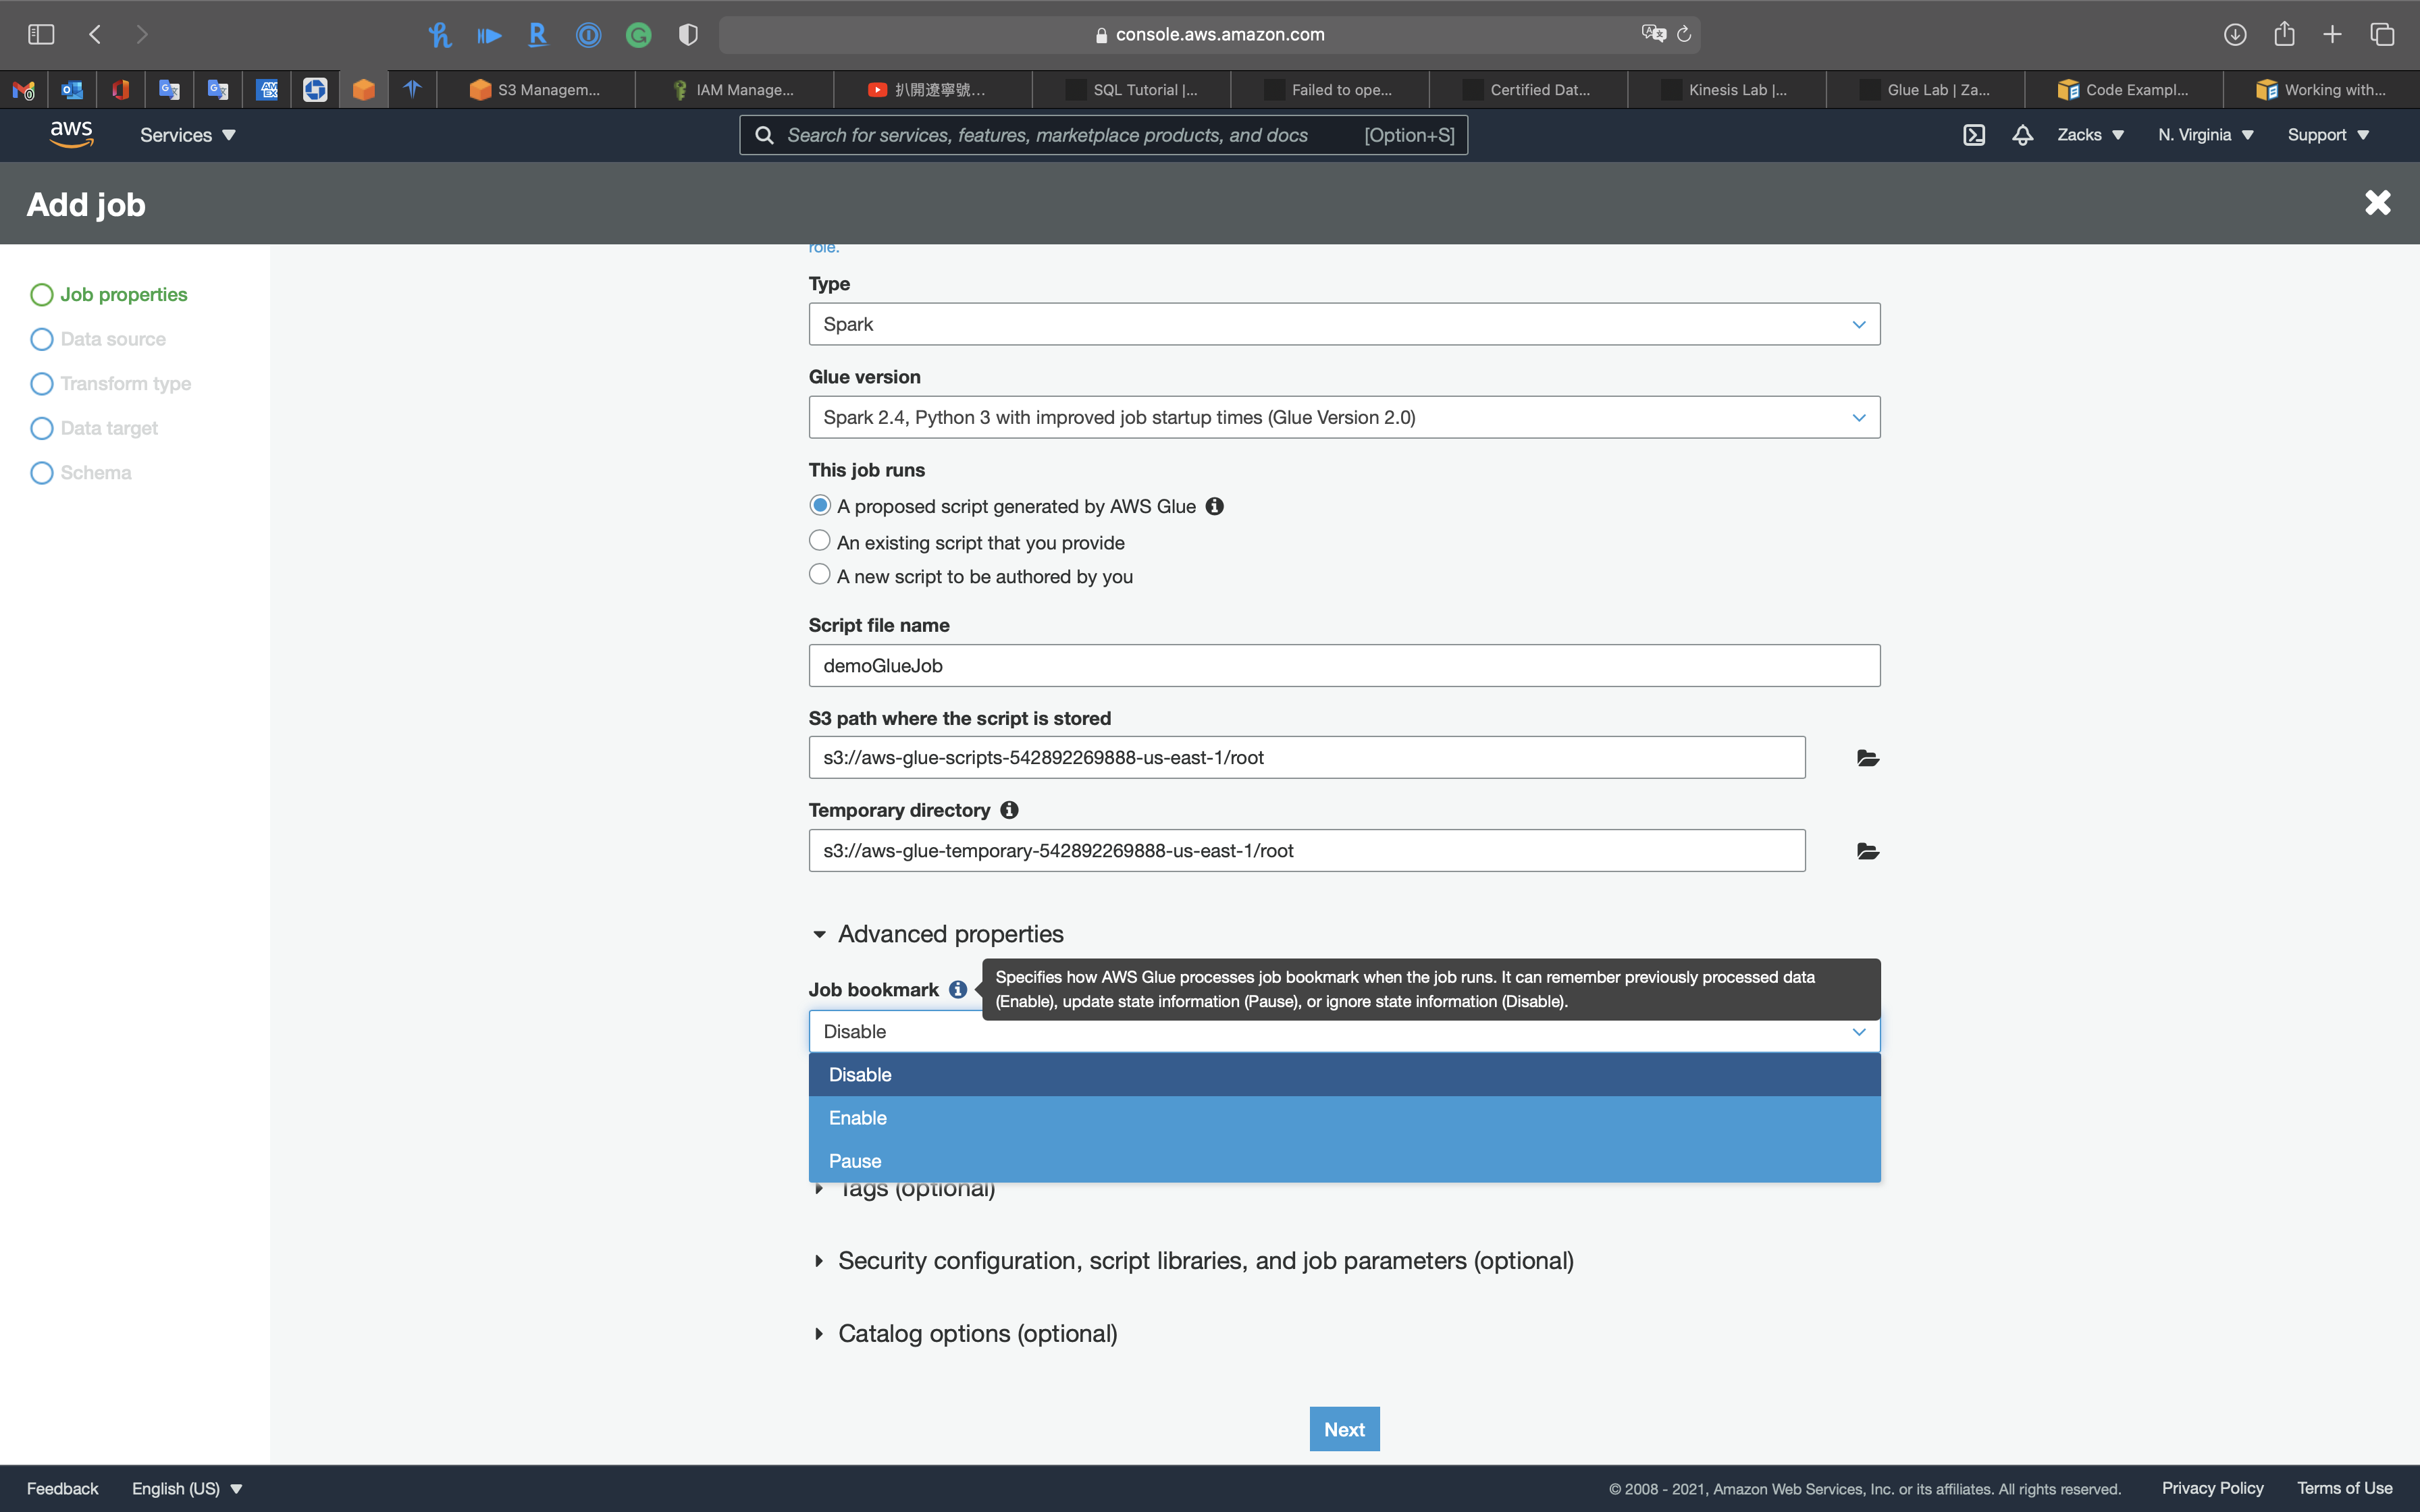 console.aws.amazon.com
S3 Managem...
IAM Manage...
扒開遼寧號...
SQL Tutorial |...
Failed to ope...
Certified Dat...
Kinesis Lab |...
Glue Lab | Za...
Code Exampl...
Working with...
aws
Services
Search for services, features, marketplace products, and docs
[Option+S]
Zacks
N. Virginia
Support
Add job
role.
Job properties
Data source
Transform type
Data target
Schema
Type
Spark
Glue version
Spark 2.4, Python 3 with improved job startup times (Glue Version 2.0)
This job runs
A proposed script generated by AWS Glue
An existing script that you provide
A new script to be authored by you
Script file name
demoGlueJob
S3 path where the script is stored
s3://aws-glue-scripts-542892269888-us-east-1/root
Temporary directory
s3://aws-glue-temporary-542892269888-us-east-1/root
Advanced properties
Job bookmark
Specifies how AWS Glue processes job bookmark when the job runs. It can remember previously processed data
(Enable), update state information (Pause), or ignore state information (Disable).
Disable
Disable
Enable
Pause
Tags (optional)
Security configuration, script libraries, and job parameters (optional)
Catalog options (optional)
Next
Feedback
English (US)
© 2008 - 2021, Amazon Web Services, Inc. or its affiliates. All rights reserved.
Privacy Policy
Terms of Use